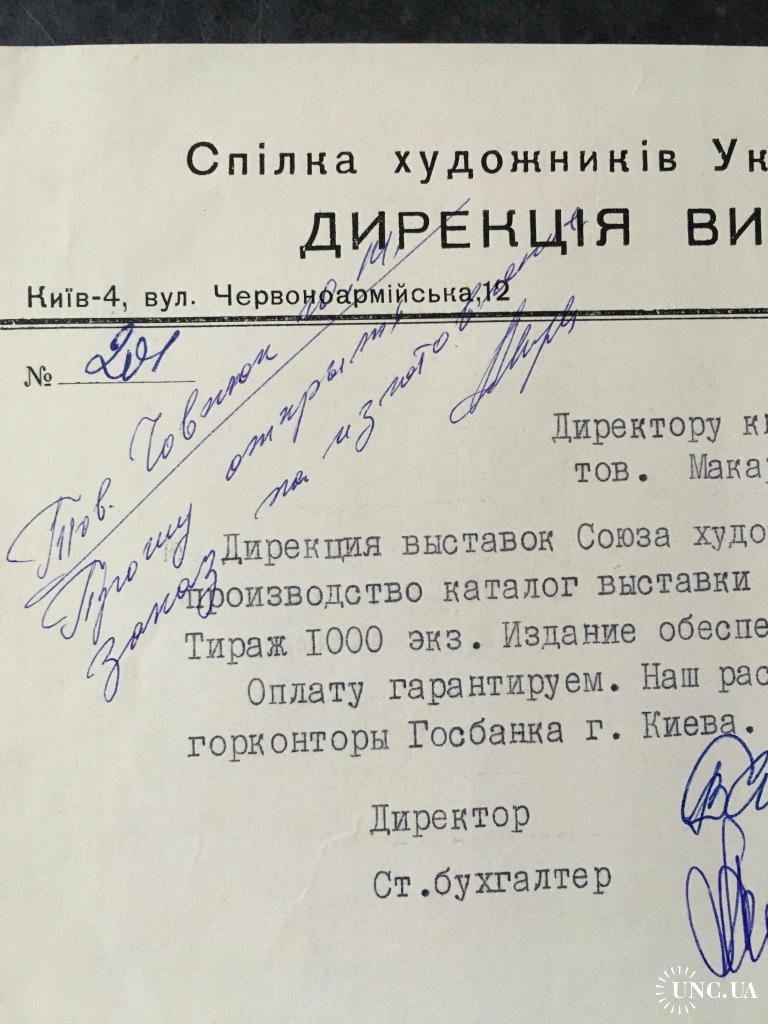 Спілка художників Ук
ДИРЕКЦІЯ ВИ
Київ-4, вул. Червоноармійська,12
№ 201
Тов.
Прошу открыть
заказ на изготовление
Директору к
тов. Мака
Дирекция выставок Союза худо
производство каталог выставки
Тираж 1000 экз. Издание обеспе
Оплату гарантируем. Наш рас
горконторы Госбанка г. Киева.
Директор
Ст.бухгалтер
UNC.UA